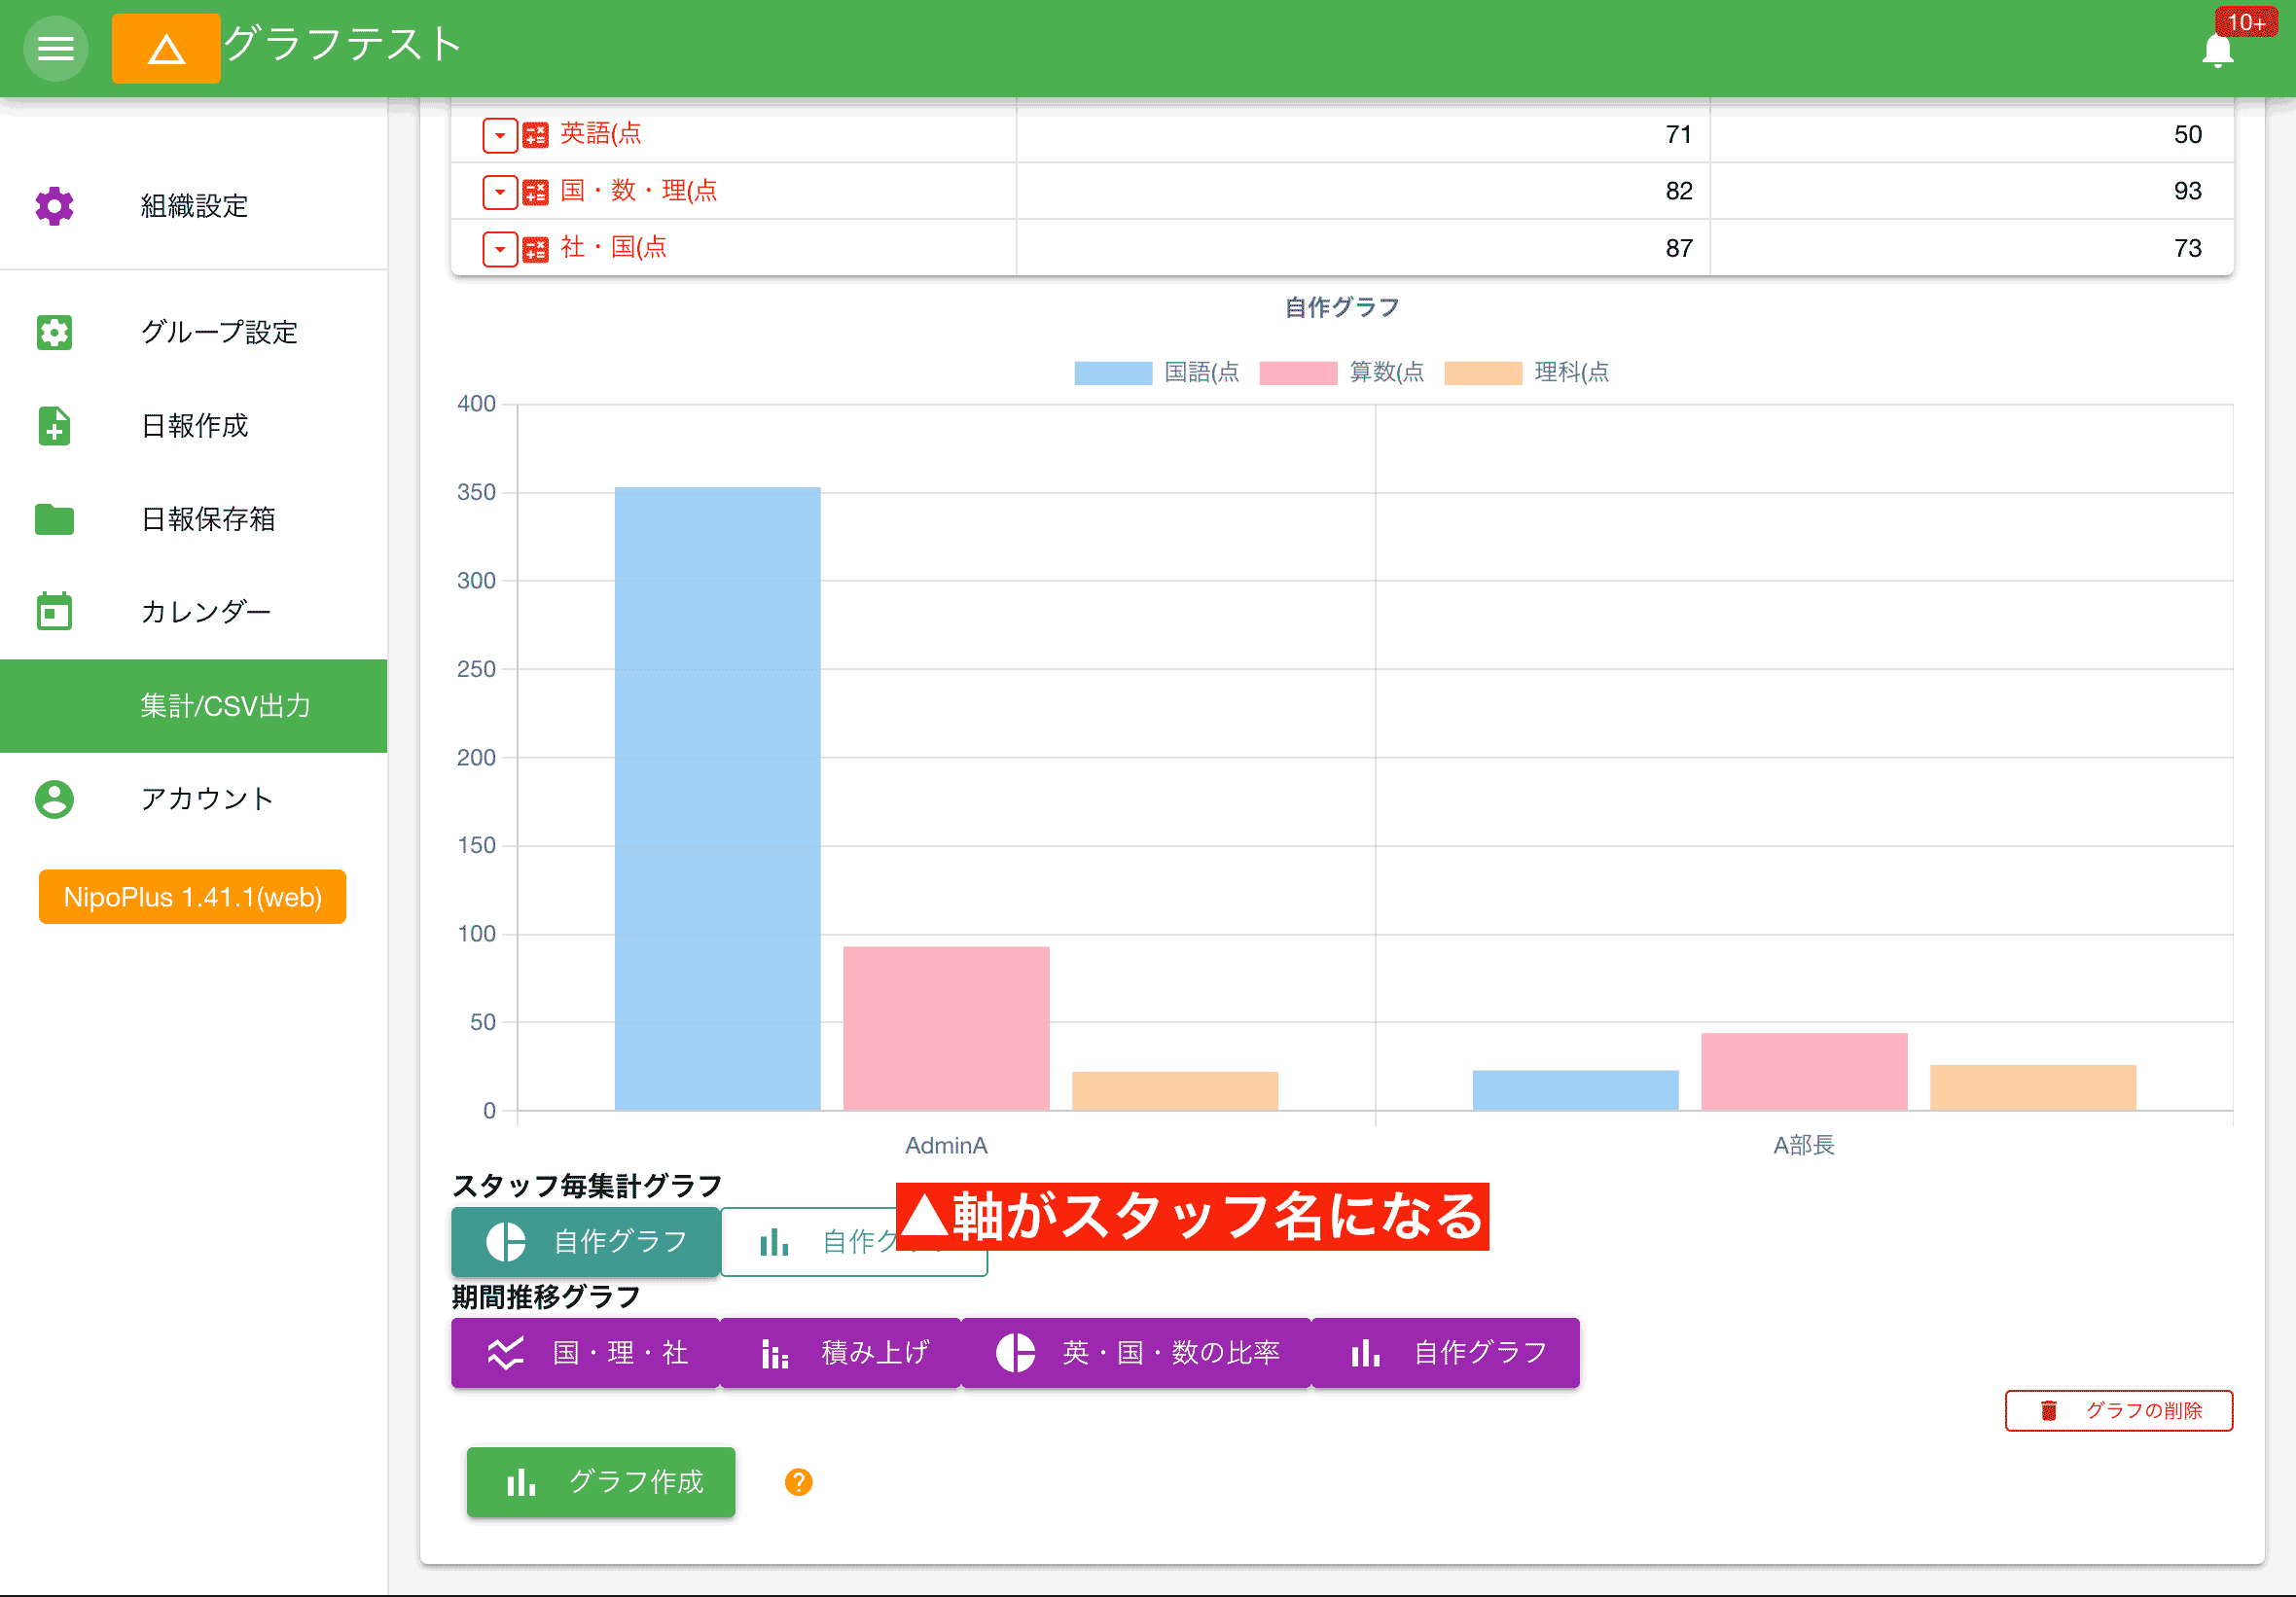 グラフテスト
10+
組織設定
グループ設定
日報作成
日報保存箱
カレンダー
集計/CSV出力
アカウント
NipoPlus 1.41.1(web)
英語(点 71 50
国・数・理(点 82 93
社・国(点 87 73
自作グラフ
国語(点 算数(点 理科(点
400
350
300
250
200
150
100
50
0
AdminA A部長
スタッフ毎集計グラフ
▲軸がスタッフ名になる
自作グラフ 自作グ
期間推移グラフ
国・理・社 積み上げ 英・国・数の比率 自作グラフ
グラフの削除
グラフ作成 ?